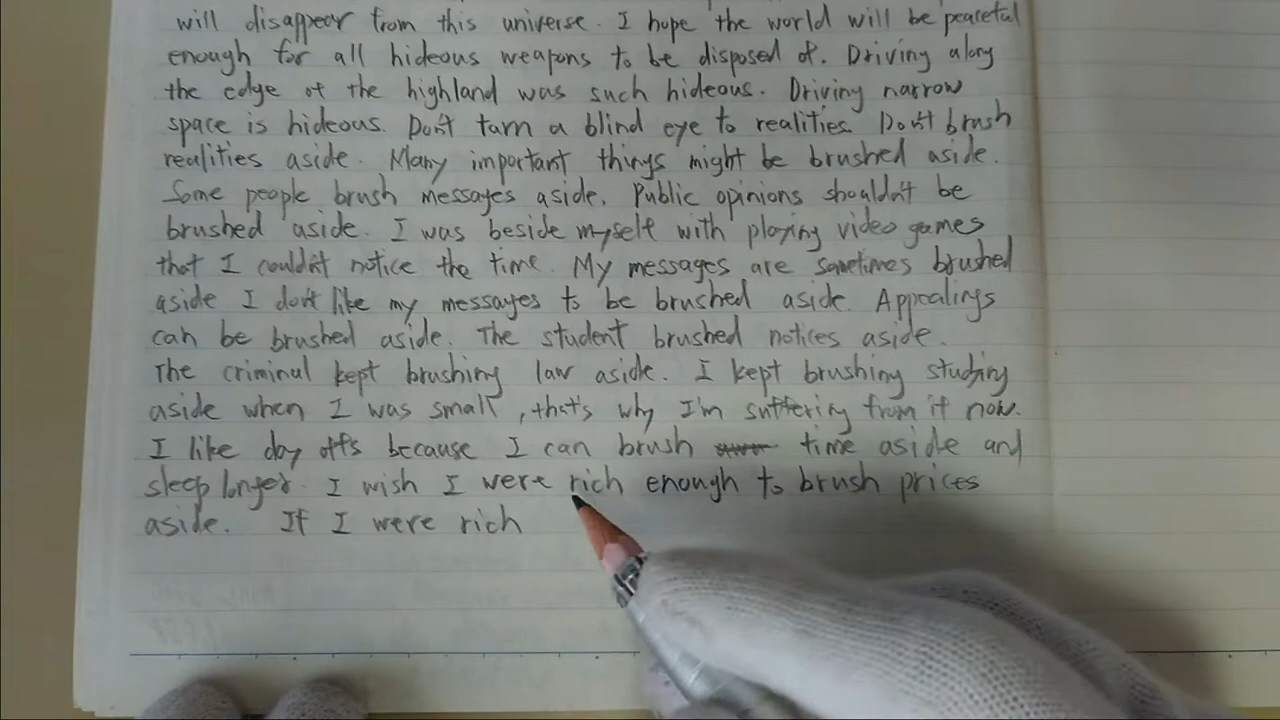 will disappear from this universe. I hope the world will be peaceful
enough for all hideous weapons to be disposed of. Driving along
the edge of the highland was such hideous. Driving narrow
space is hideous. Don't turn a blind eye to realities. Don't brush
realities aside. Many important things might be brushed aside.
Some people brush messages aside. Public opinions shouldn't be
brushed aside. I was beside myself with playing video games
that I couldn't notice the time. My messages are sometimes brushed
aside I don't like my messages to be brushed aside. Appealings
can be brushed aside. The student brushed notices aside.
The criminal kept brushing law aside. I kept brushing studying
aside when I was small, that's why I'm suffering from it now.
I like day offs because I can brush time aside and
sleep longer. I wish I were rich enough to brush prices
aside. If I were rich